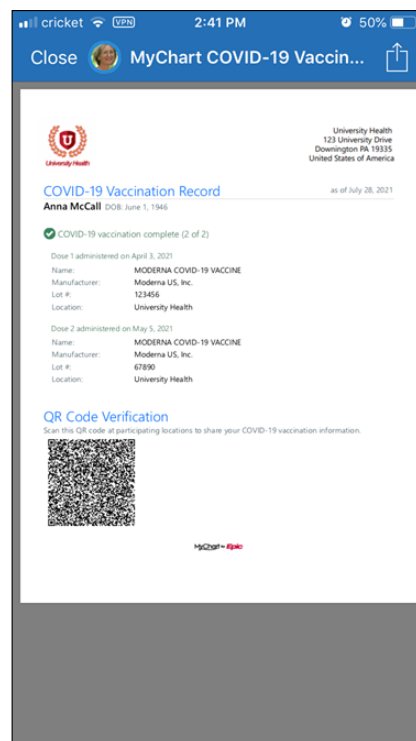 cricket VPN 2:41 PM 50%
Close MyChart COVID-19 Vaccin...
University Health
123 University Drive
Downington PA 19335
United States of America
University Health
COVID-19 Vaccination Record as of July 28, 2021
Anna McCall DOB: June 1, 1946
COVID-19 vaccination complete (2 of 2)
Dose 1 administered on April 3, 2021
Name: MODERNA COVID-19 VACCINE
Manufacturer: Moderna US, Inc.
Lot #: 123456
Location: University Health
Dose 2 administered on May 5, 2021
Name: MODERNA COVID-19 VACCINE
Manufacturer: Moderna US, Inc.
Lot #: 67890
Location: University Health
QR Code Verification
Scan this QR code at participating locations to share your COVID-19 vaccination information.
MyChart by Epic